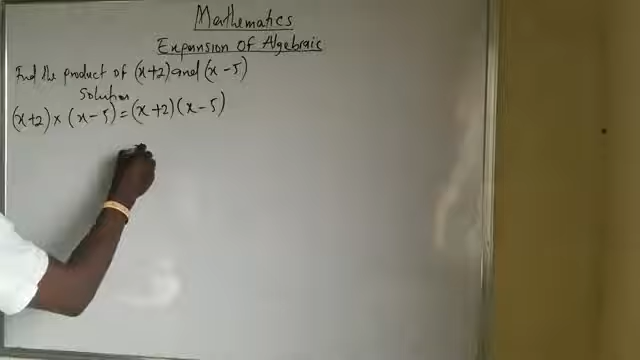 Mathematics
Expansion of Algebraic
Find the product of (x+2) and (x-5)
Solution
(x+2) × (x-5) = (x+2)(x-5)